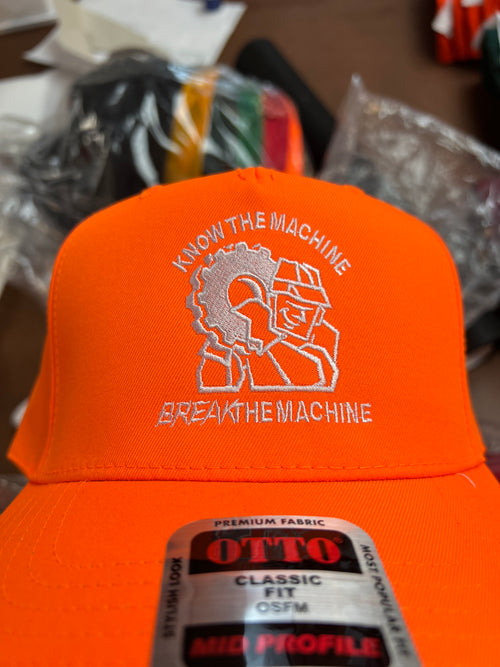 KNOW THE MACHINE
BREAK THE MACHINE
PREMIUM FABRIC
OTTO
STYLISH LOOK
CLASSIC
FIT
OSFM
MOST POPULAR
MID PROFILE